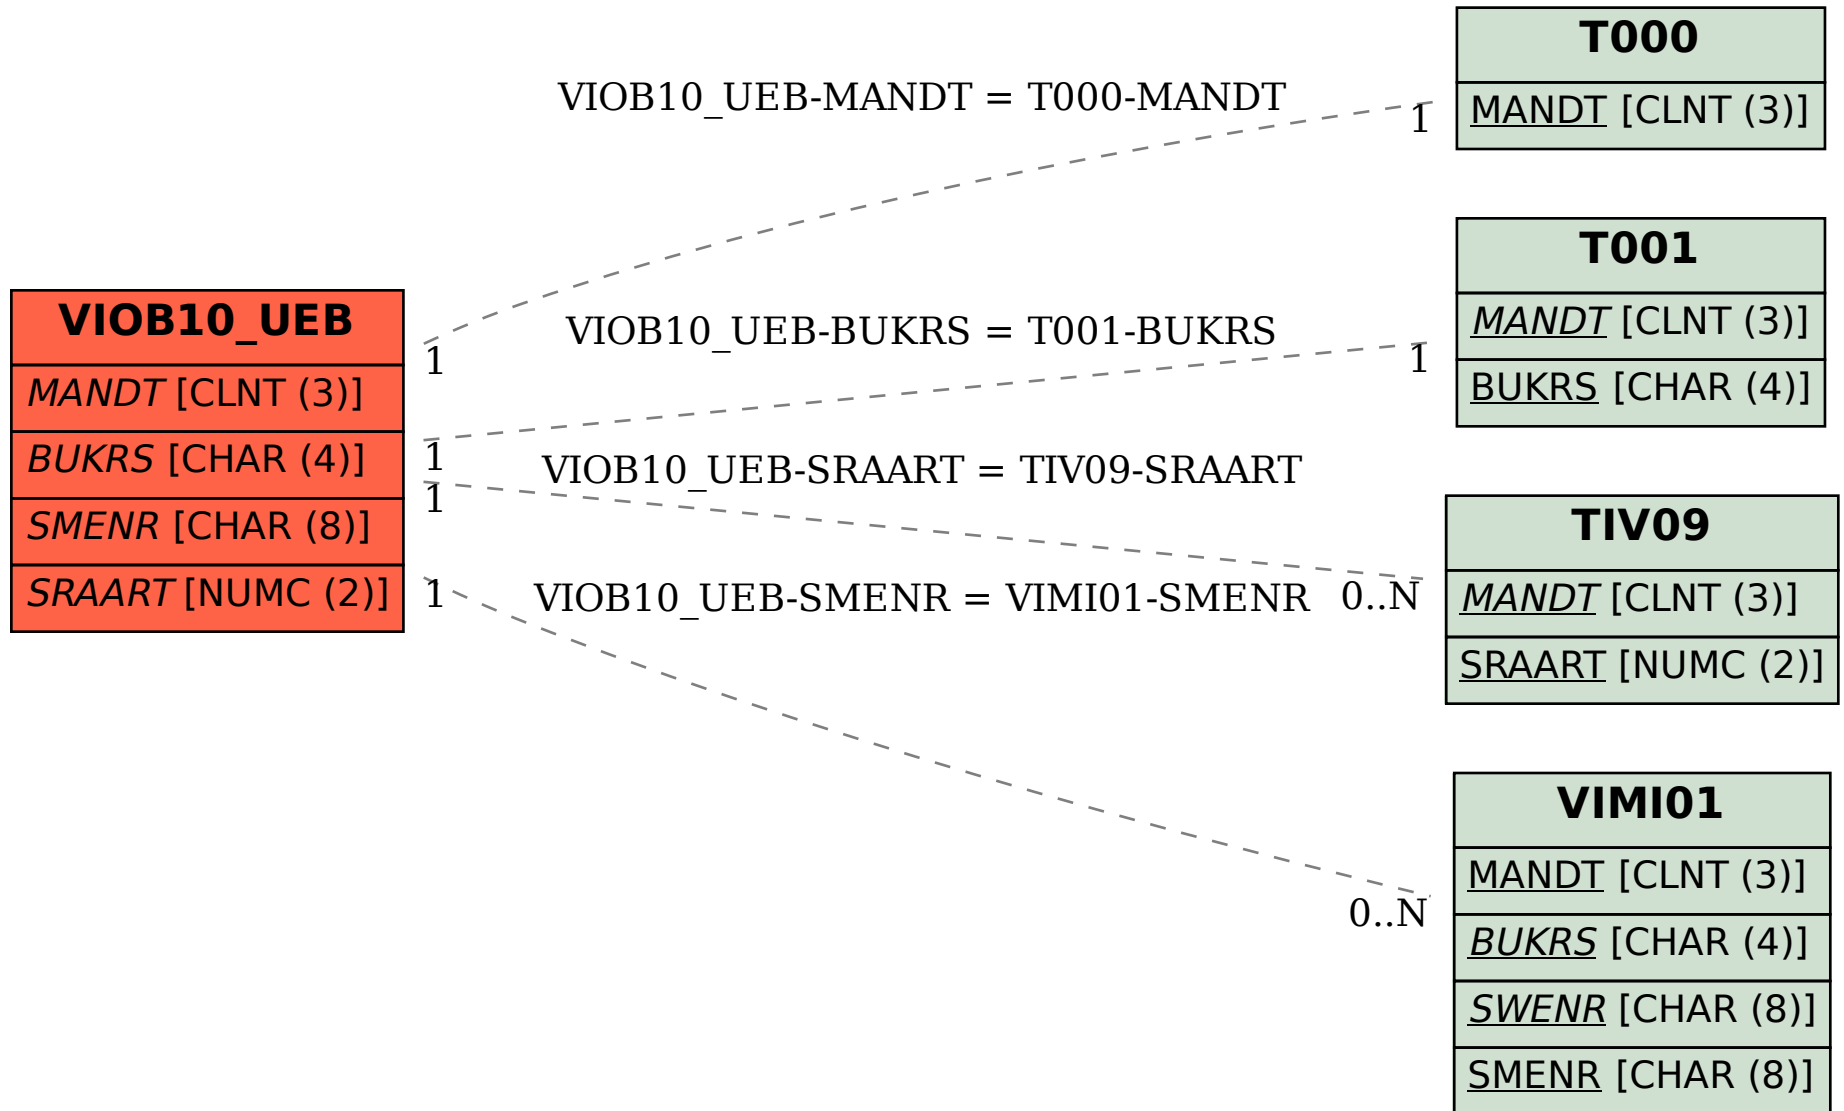 VIOB10_UEB
MANDT [CLNT (3)]
BUKRS [CHAR (4)]
SMENR [CHAR (8)]
SRAART [NUMC (2)]
VIOB10_UEB-MANDT = T000-MANDT
1
1
VIOB10_UEB-BUKRS = T001-BUKRS
1
1
VIOB10_UEB-SRAART = TIV09-SRAART
1
0..N
VIOB10_UEB-SMENR = VIMI01-SMENR
1
0..N
T000
MANDT [CLNT (3)]
T001
MANDT [CLNT (3)]
BUKRS [CHAR (4)]
TIV09
MANDT [CLNT (3)]
SRAART [NUMC (2)]
VIMI01
MANDT [CLNT (3)]
BUKRS [CHAR (4)]
SWENR [CHAR (8)]
SMENR [CHAR (8)]